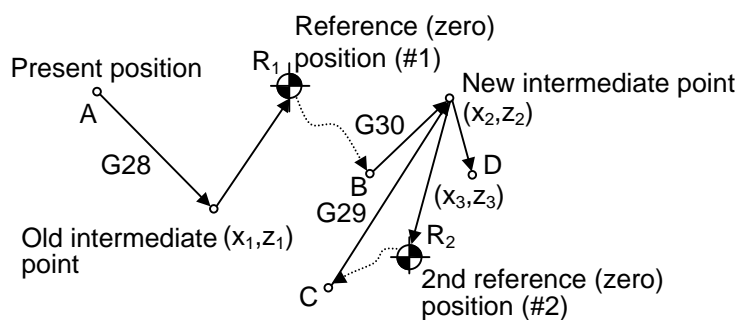 Reference (zero)
position (#1)
R1
Present position
A
New intermediate point
(x2,z2)
G30
G28
B
D
(x3,z3)
G29
Old intermediate (x1,z1)
point
R2
C
2nd reference (zero)
position (#2)